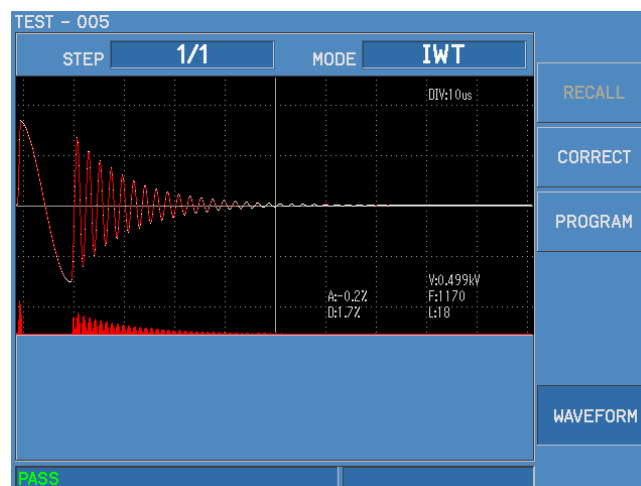 TEST - 005
STEP 1/1 MODE IWT
DIV:10us
RECALL
CORRECT
PROGRAM
V:0.499kV
A:-0.2% F:1170
D:1.7% L:18
WAVEFORM
PASS